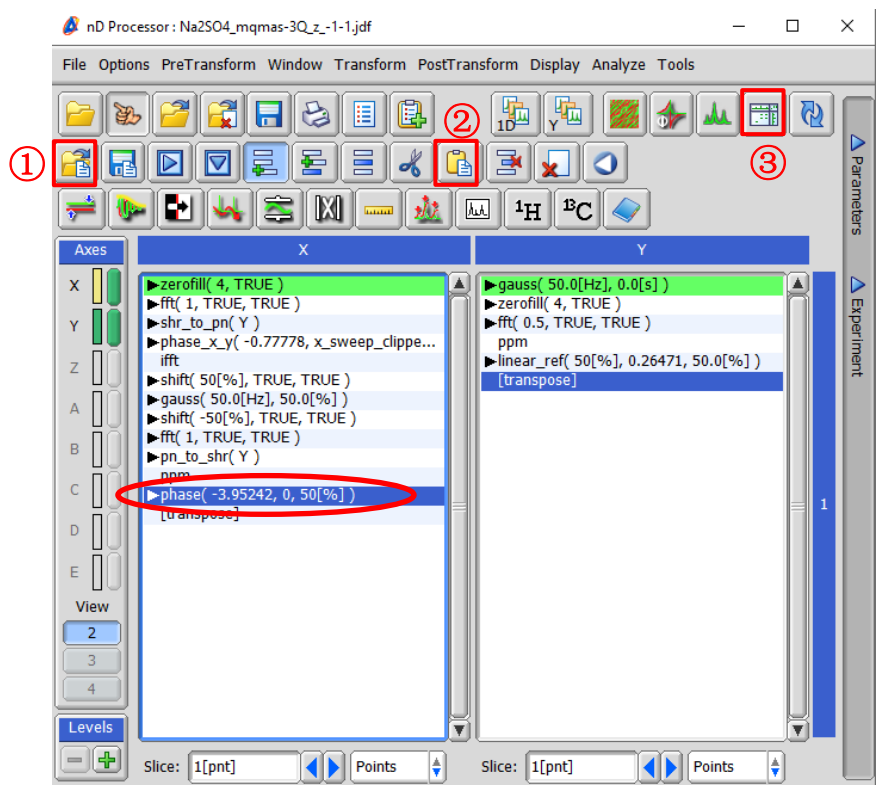 nD Processor : Na2SO4_mqmas-3Q_z_-1-1.jdf
File Options PreTransform Window Transform PostTransform Display Analyze Tools
②
1D Y
①
③
1H 13C
Parameters
Experiment
Axes X Y
X
Y
Z
A
B
C
D
E
▶zerofill( 4, TRUE )
▶fft( 1, TRUE, TRUE )
▶shr_to_pn( Y )
▶phase_x_y( -0.77778, x_sweep_clippe...
ifft
▶shift( 50[%], TRUE, TRUE )
▶gauss( 50.0[Hz], 50.0[%] )
▶shift( -50[%], TRUE, TRUE )
▶fft( 1, TRUE, TRUE )
▶pn_to_shr( Y )
ppm
▶phase( -3.95242, 0, 50[%] )
[transpose]
▶gauss( 50.0[Hz], 0.0[s] )
▶zerofill( 4, TRUE )
▶fft( 0.5, TRUE, TRUE )
ppm
▶linear_ref( 50[%], 0.26471, 50.0[%] )
[transpose]
1
View
2
3
4
Levels
Slice: 1[pnt] Points
Slice: 1[pnt] Points